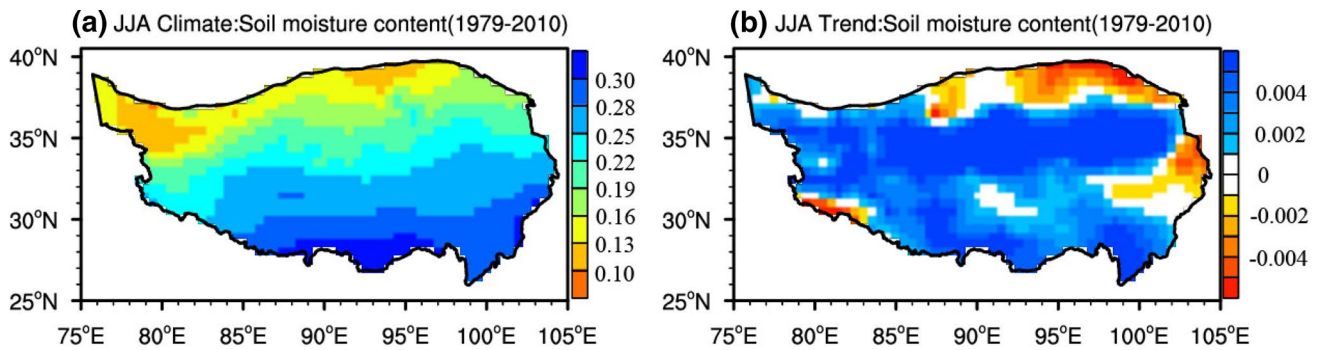 (a) JJA Climate:Soil moisture content(1979-2010)
40°N
35°N
30°N
25°N
75°E 80°E 85°E 90°E 95°E 100°E 105°E
0.30
0.28
0.25
0.22
0.19
0.16
0.13
0.10
(b) JJA Trend:Soil moisture content(1979-2010)
40°N
35°N
30°N
25°N
75°E 80°E 85°E 90°E 95°E 100°E 105°E
0.004
0.002
0
-0.002
-0.004